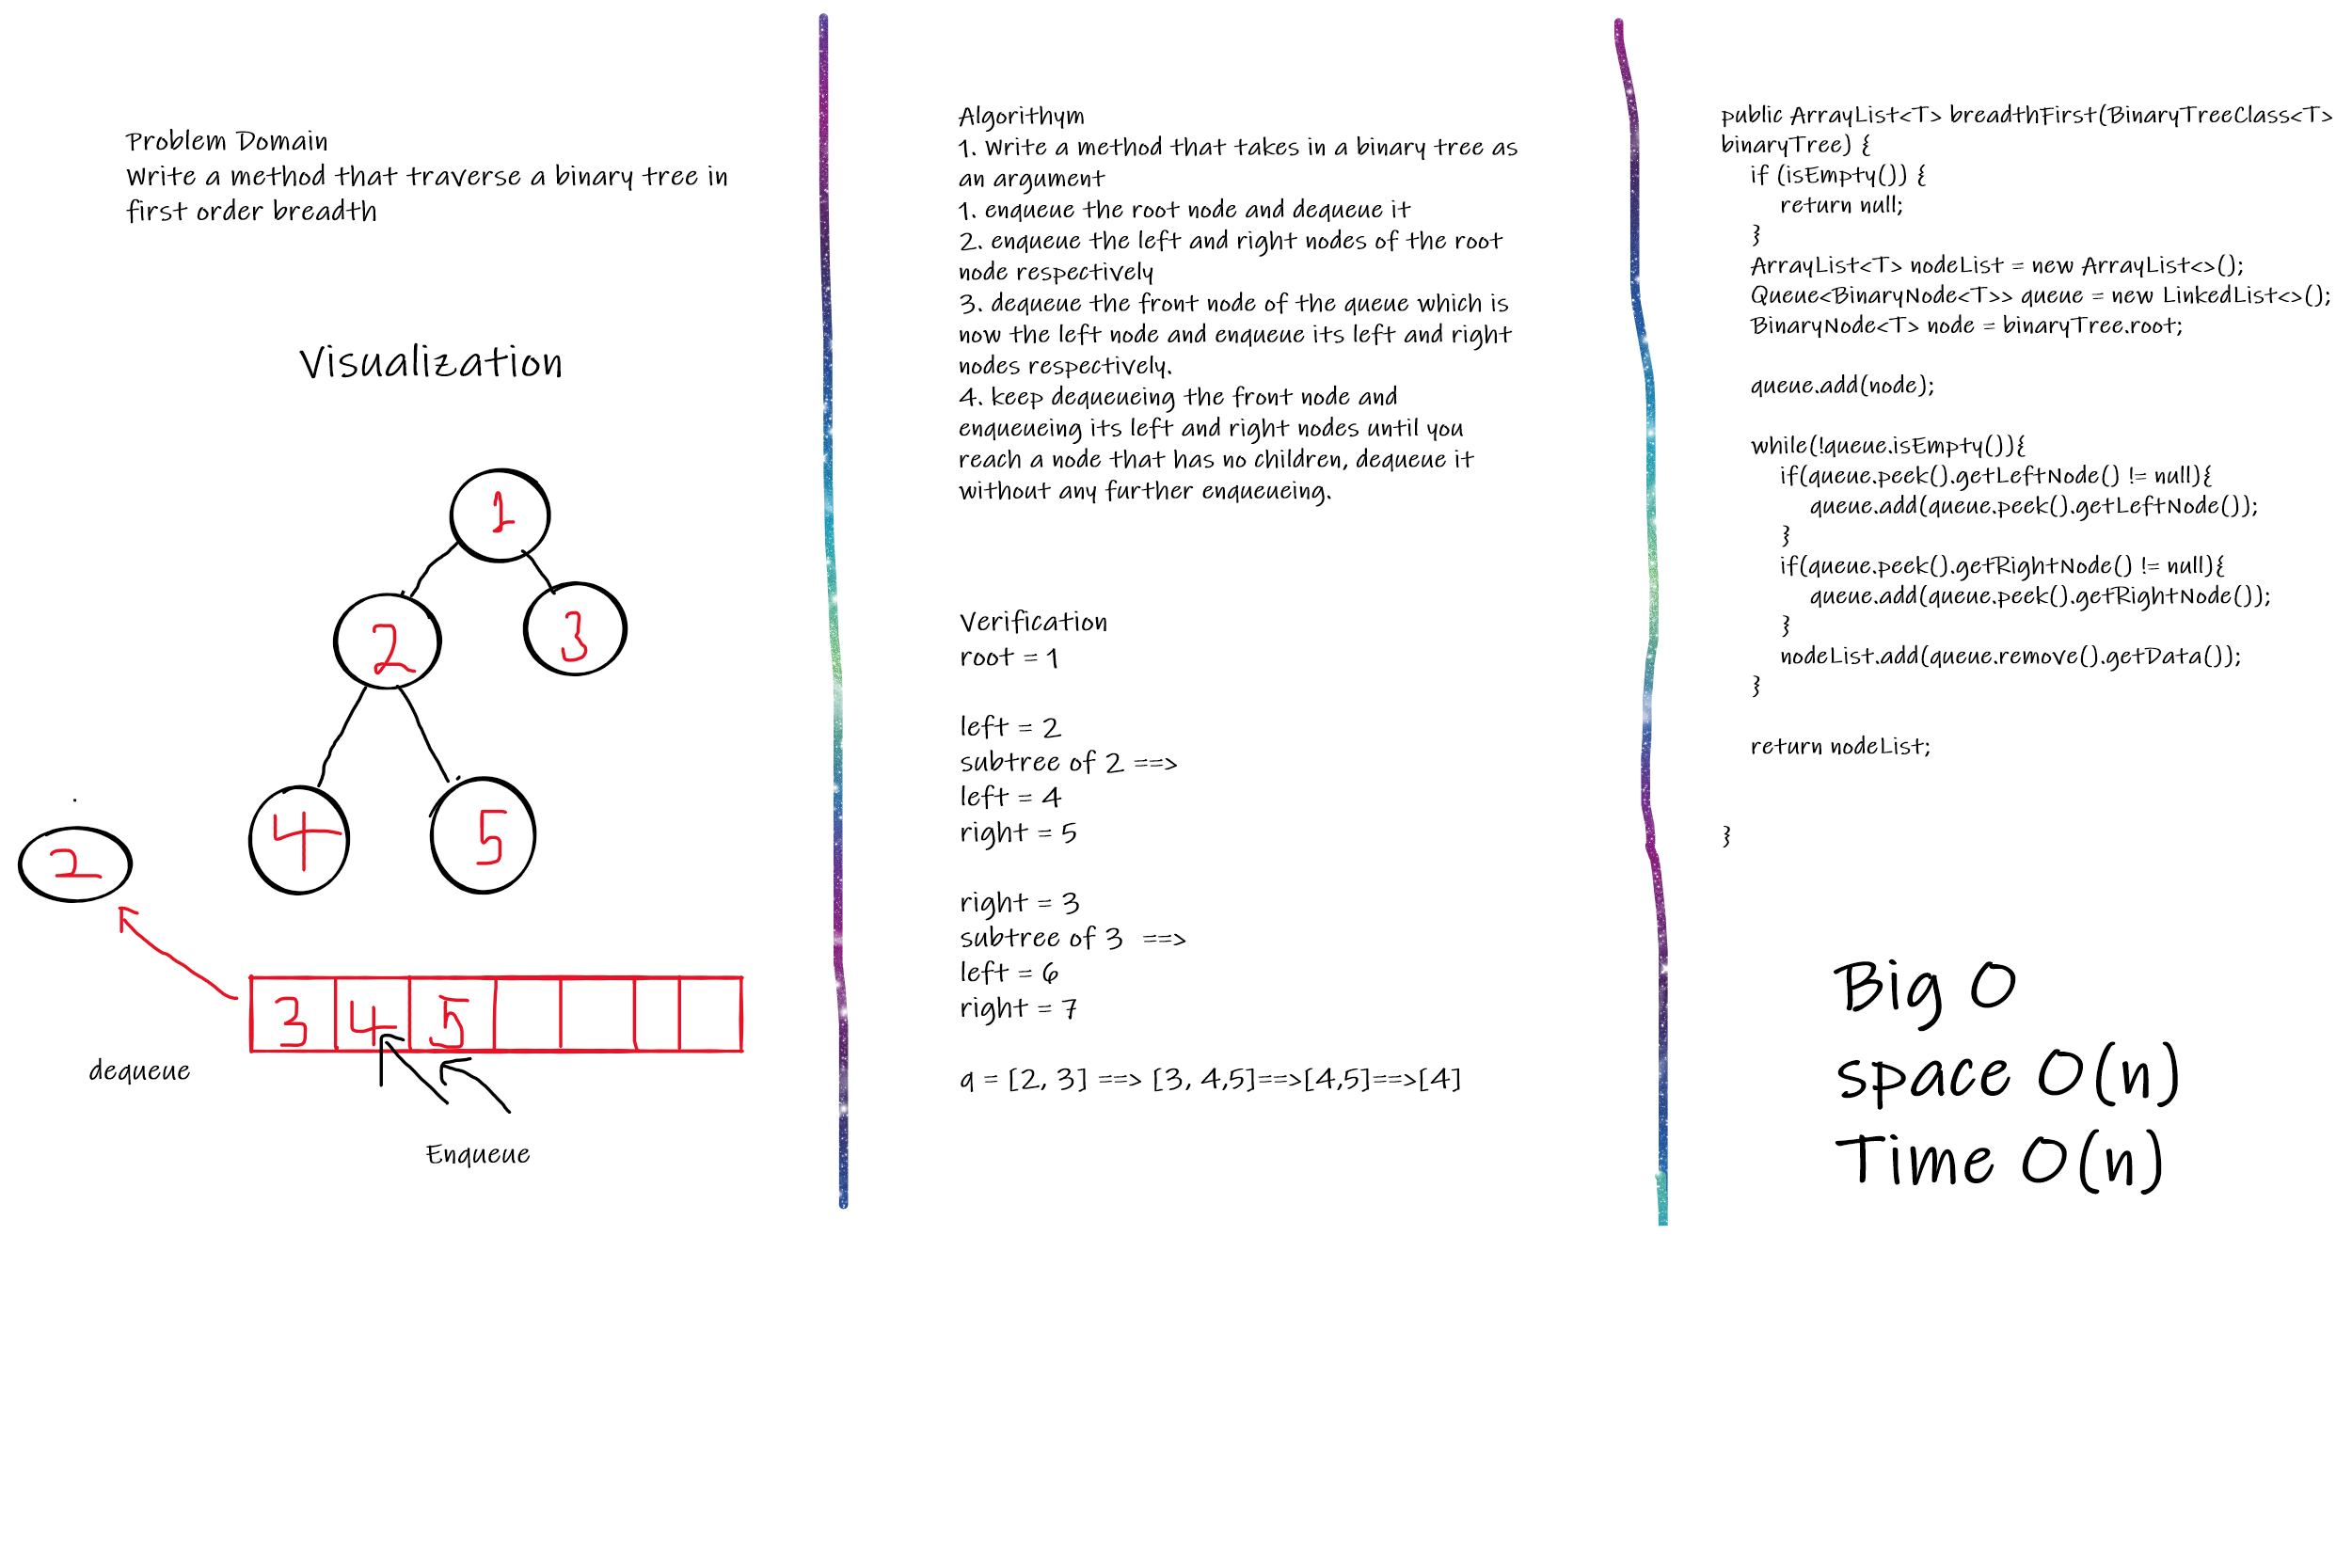 Problem Domain
Write a method that traverse a binary tree in
first order breadth
Visualization
1
2
3
4
5
2
3 4 5
dequeue
Enqueue
Algorithym
1. Write a method that takes in a binary tree as
an argument
1. enqueue the root node and dequeue it
2. enqueue the left and right nodes of the root
node respectively
3. dequeue the front node of the queue which is
now the left node and enqueue its left and right
nodes respectively.
4. keep dequeueing the front node and
enqueueing its left and right nodes until you
reach a node that has no children, dequeue it
without any further enqueueing.
Verification
root = 1
left = 2
subtree of 2 ==>
left = 4
right = 5
right = 3
subtree of 3 ==>
left = 6
right = 7
q = [2, 3] ==> [3, 4,5]==>[4,5]==>[4]
public ArrayList<T> breadthFirst(BinaryTreeClass<T>
binaryTree) {
if (isEmpty()) {
return null;
}
ArrayList<T> nodeList = new ArrayList<>();
Queue<BinaryNode<T>> queue = new LinkedList<>();
BinaryNode<T> node = binaryTree.root;
queue.add(node);
while(!queue.isEmpty()){
if(queue.peek().getLeftNode() != null){
queue.add(queue.peek().getLeftNode());
}
if(queue.peek().getRightNode() != null){
queue.add(queue.peek().getRightNode());
}
nodeList.add(queue.remove().getData());
}
return nodeList;
}
Big O
space O(n)
Time O(n)